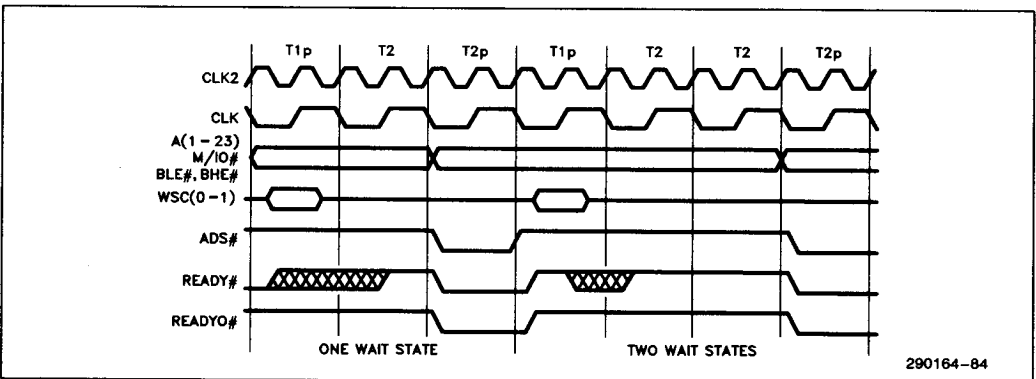 T1p T2 T2p T1p T2 T2 T2p
CLK2
CLK
A(1-23)
M/IO#
BLE#, BHE#
WSC(0-1)
ADS#
READY#
READYO#
ONE WAIT STATE TWO WAIT STATES
290164-84